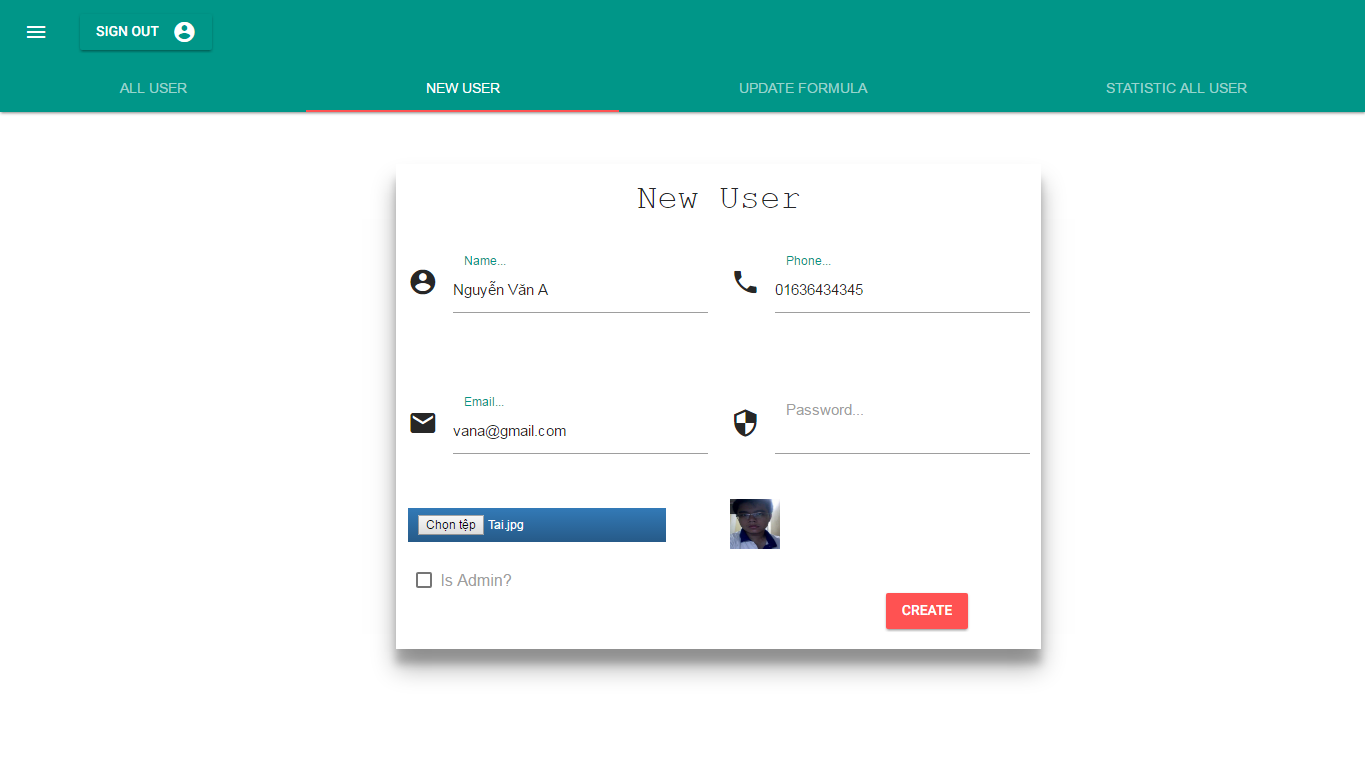 SIGN OUT
ALL USER
NEW USER
UPDATE FORMULA
STATISTIC ALL USER
New User
Name...
Nguyễn Văn A
Phone...
01636434345
Email...
vana@gmail.com
Password...
Chọn tệp Tai.jpg
Is Admin?
CREATE